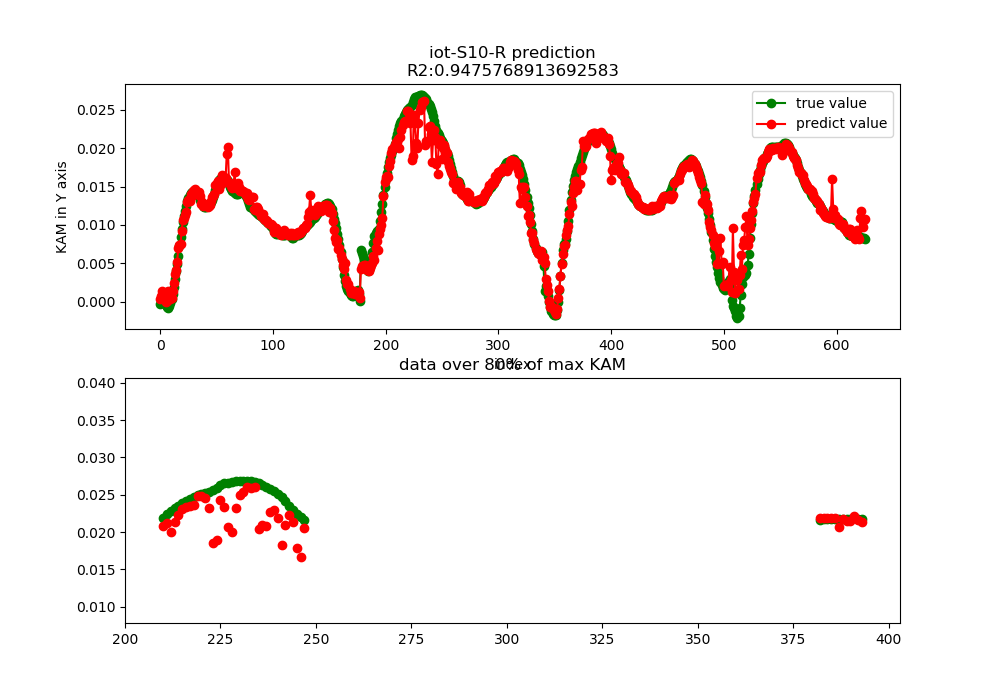 iot-S10-R prediction
R2:0.9475768913692583
true value
predict value
KAM in Y axis
0.025
0.020
0.015
0.010
0.005
0.000
0 100 200 300 400 500 600
index
data over 80% of max KAM
0.040
0.035
0.030
0.025
0.020
0.015
0.010
200 225 250 275 300 325 350 375 400